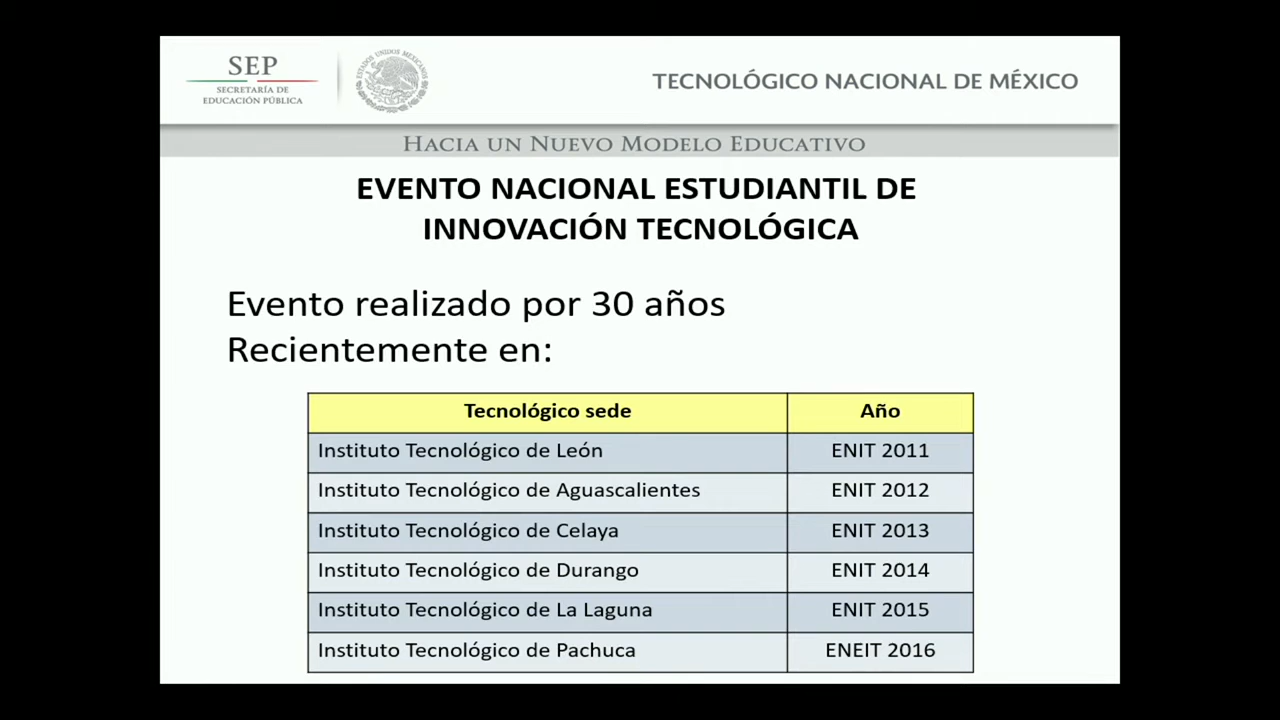 SEP
SECRETARÍA DE
EDUCACIÓN PÚBLICA
ESTADOS UNIDOS MEXICANOS
TECNOLÓGICO NACIONAL DE MÉXICO
HACIA UN NUEVO MODELO EDUCATIVO
EVENTO NACIONAL ESTUDIANTIL DE
INNOVACIÓN TECNOLÓGICA
Evento realizado por 30 años
Recientemente en:
Tecnológico sede Año
Instituto Tecnológico de León ENIT 2011
Instituto Tecnológico de Aguascalientes ENIT 2012
Instituto Tecnológico de Celaya ENIT 2013
Instituto Tecnológico de Durango ENIT 2014
Instituto Tecnológico de La Laguna ENIT 2015
Instituto Tecnológico de Pachuca ENEIT 2016